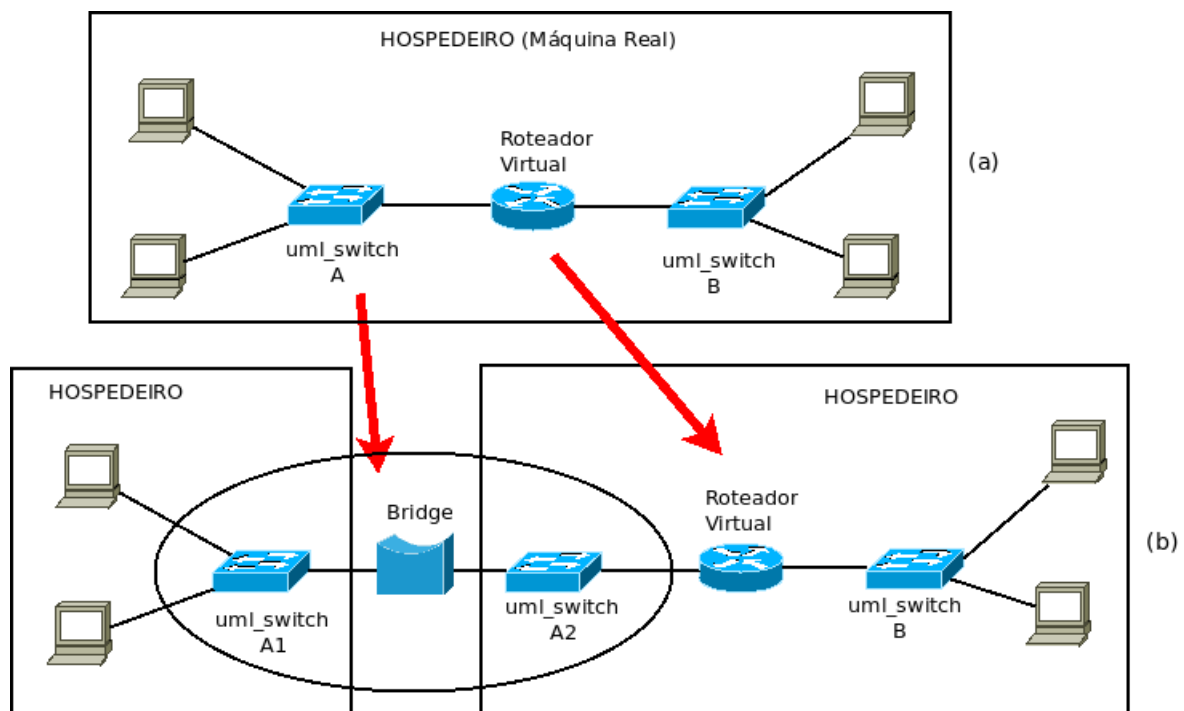 HOSPEDEIRO (Máquina Real)
Roteador
Virtual
(a)
uml_switch
A
uml_switch
B
HOSPEDEIRO
HOSPEDEIRO
Bridge
Roteador
Virtual
(b)
uml_switch
A1
uml_switch
A2
uml_switch
B